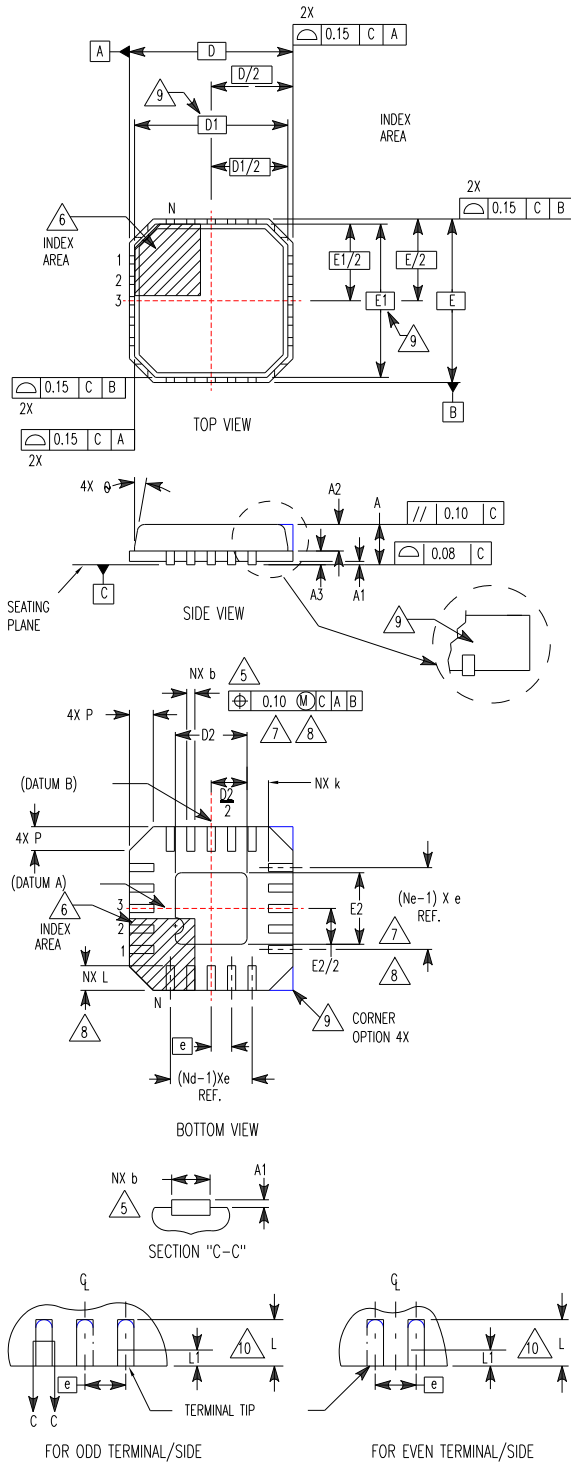 2X
0.15 C A
A
D
D/2
9
D1
INDEX
AREA
D1/2
2X
0.15 C B
N
6
INDEX
AREA
1
2
3
E1/2
E/2
E1
E
9
0.15 C B
2X
B
0.15 C A
2X
TOP VIEW
4X θ
A2
A
// 0.10 C
0.08 C
C
A3
A1
SEATING
PLANE
SIDE VIEW
9
NX b
5
0.10 M C A B
4X P
D2
7
8
(DATUM B)
D2
2
NX k
4X P
(DATUM A)
6
INDEX
AREA
3
2
1
E2
(Ne-1) X e
REF.
7
E2/2
NX L
8
8
N
9
CORNER
OPTION 4X
e
(Nd-1)Xe
REF.
BOTTOM VIEW
NX b
A1
5
SECTION "C-C"
CL
CL
10
L
L1
10
L
L1
e
e
C C
TERMINAL TIP
FOR ODD TERMINAL/SIDE
FOR EVEN TERMINAL/SIDE